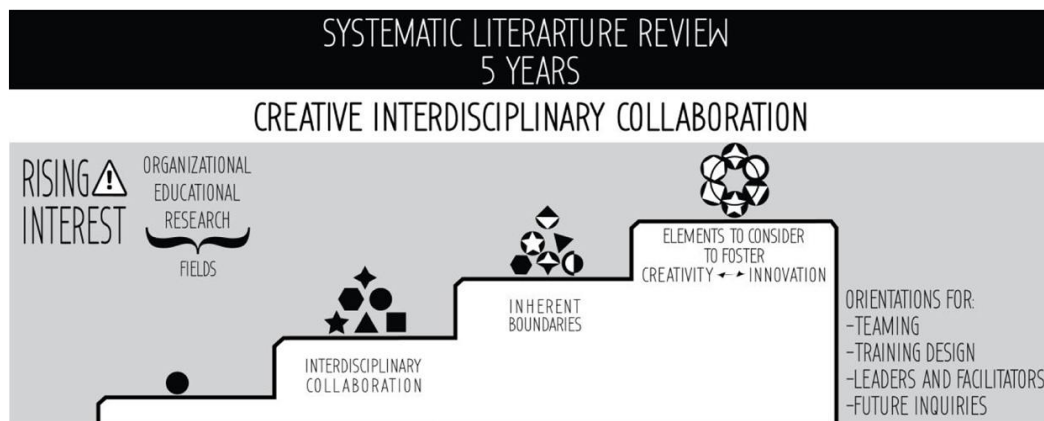 SYSTEMATIC LITERARTURE REVIEW
5 YEARS
CREATIVE INTERDISCIPLINARY COLLABORATION
RISING
INTEREST
ORGANIZATIONAL
EDUCATIONAL
RESEARCH
FIELDS
INTERDISCIPLINARY
COLLABORATION
INHERENT
BOUNDARIES
ELEMENTS TO CONSIDER
TO FOSTER
CREATIVITY INNOVATION
ORIENTATIONS FOR:
-TEAMING
-TRAINING DESIGN
-LEADERS AND FACILITATORS
-FUTURE INQUIRIES